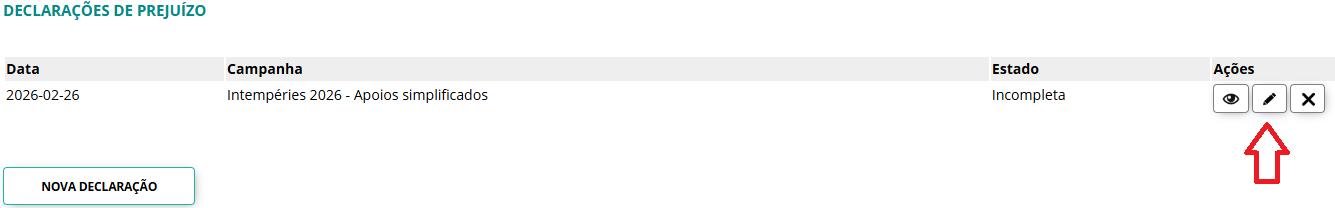 DECLARAÇÕES DE PREJUÍZO
Data Campanha Estado Ações
2026-02-26 Intempéries 2026 - Apoios simplificados Incompleta
NOVA DECLARAÇÃO